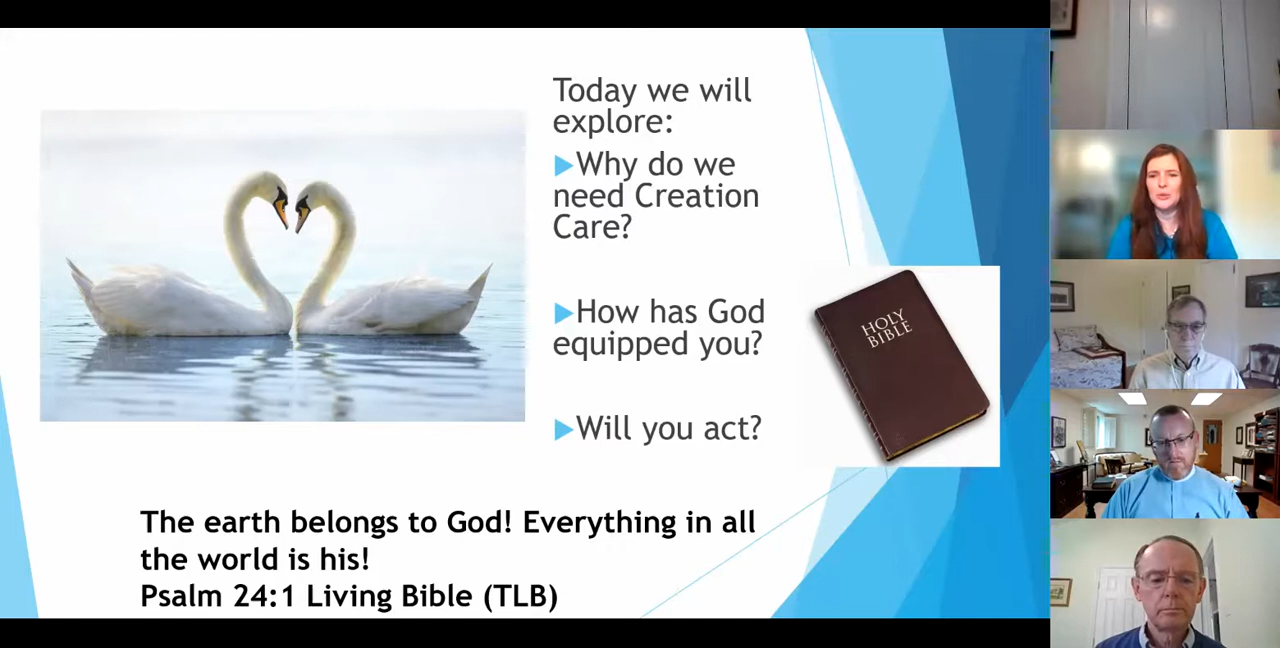 Today we will
explore:
▶Why do we
need Creation
Care?
▶How has God
equipped you?
▶Will you act?
HOLY
BIBLE
The earth belongs to God! Everything in all
the world is his!
Psalm 24:1 Living Bible (TLB)